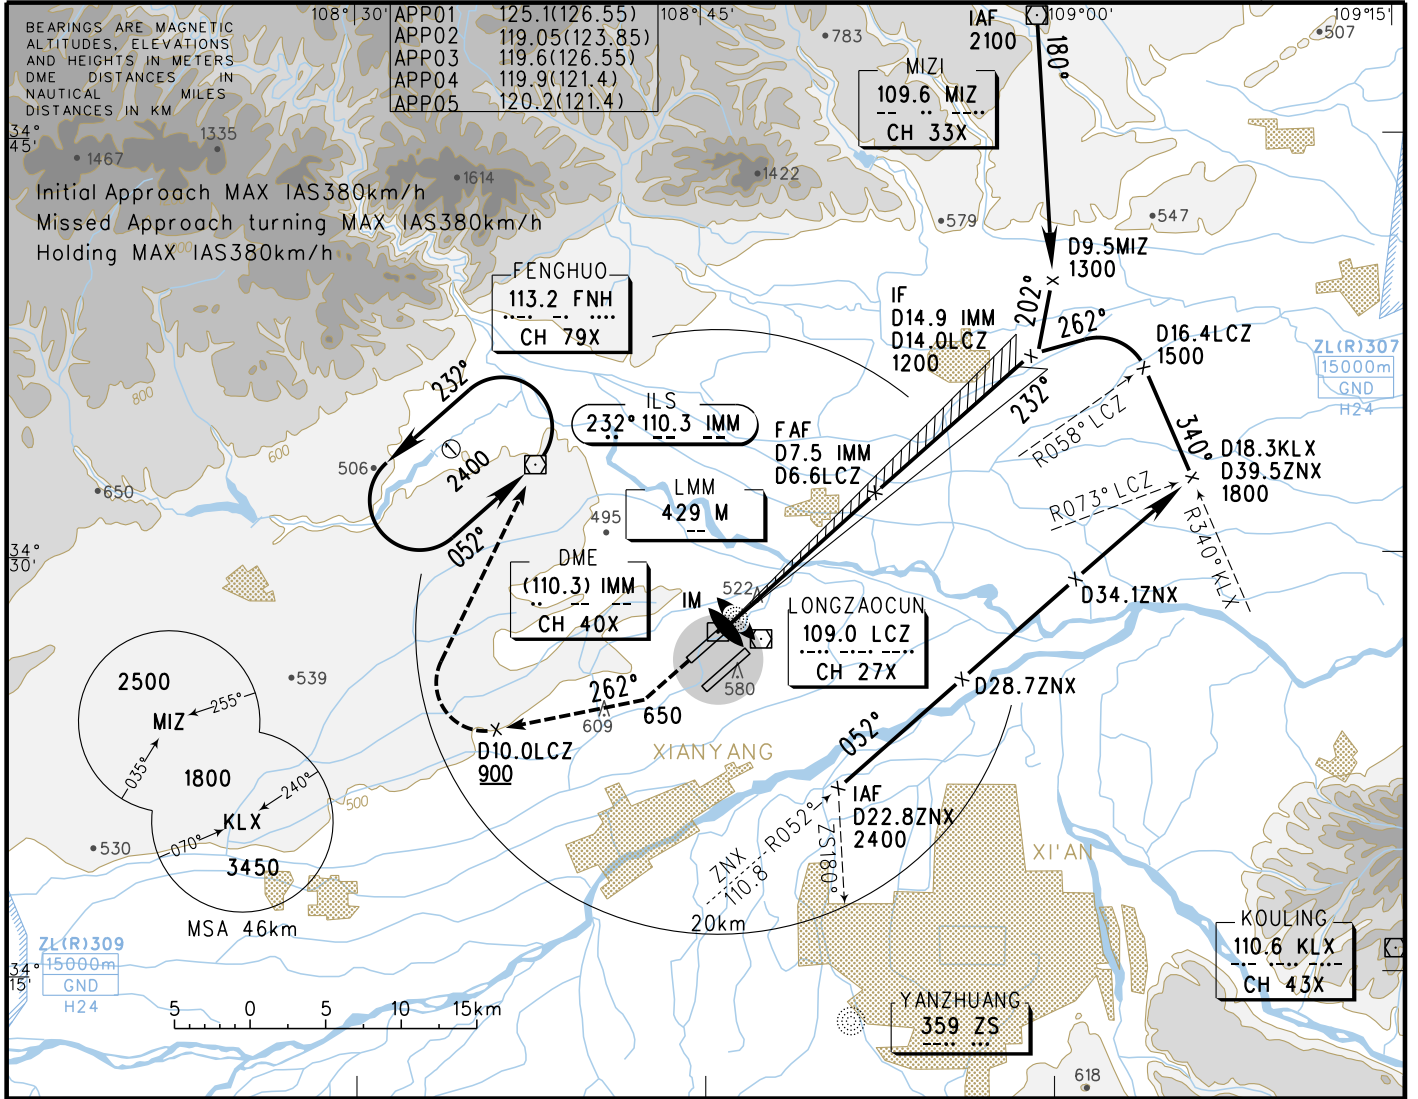 BEARINGS ARE MAGNETIC
ALTITUDES, ELEVATIONS
AND HEIGHTS IN METERS
DME DISTANCES IN
NAUTICAL MILES
DISTANCES IN KM
108°30'
APP01 125.1(126.55)
APP02 119.05(123.85)
APP03 119.6(126.55)
APP04 119.9(121.4)
APP05 120.2(121.4)
108°45'
109°00'
109°15'
IAF
2100
180°
783
507
MIZI
109.6 MIZ
CH 33X
34°
45'
1467
1335
1614
1422
579
547
Initial Approach MAX IAS380km/h
Missed Approach turning MAX IAS380km/h
Holding MAX IAS380km/h
D9.5MIZ
1300
FENGHUO
113.2 FNH
CH 79X
IF
D14.9 IMM
D14.0LCZ
1200
202°
262°
D16.4LCZ
1500
ZL(R)307
15000m
GND
H24
232°
800
600
506
650
2400
052°
ILS
232° 110.3 IMM
FAF
D7.5 IMM
D6.6LCZ
232°
R058° LCZ
340°
D18.3KLX
D39.5ZNX
1800
R073° LCZ
R340° KLX
LMM
429 M
495
34°
30'
DME
(110.3) IMM
CH 40X
IM
522
LONGZAOCUN
109.0 LCZ
CH 27X
D34.1ZNX
D28.7ZNX
580
262°
609
650
D10.0LCZ
900
539
2500
MIZ
255°
035°
1800
KLX
240°
070°
3450
MSA 46km
500
530
XIANYANG
052°
IAF
D22.8ZNX
2400
ZNX
110.8
R052°
ZS180°
XI'AN
20km
ZL(R)309
15000m
GND
H24
34°
15'
5 0 5 10 15km
KOULING
110.6 KLX
CH 43X
YANZHUANG
359 ZS
618